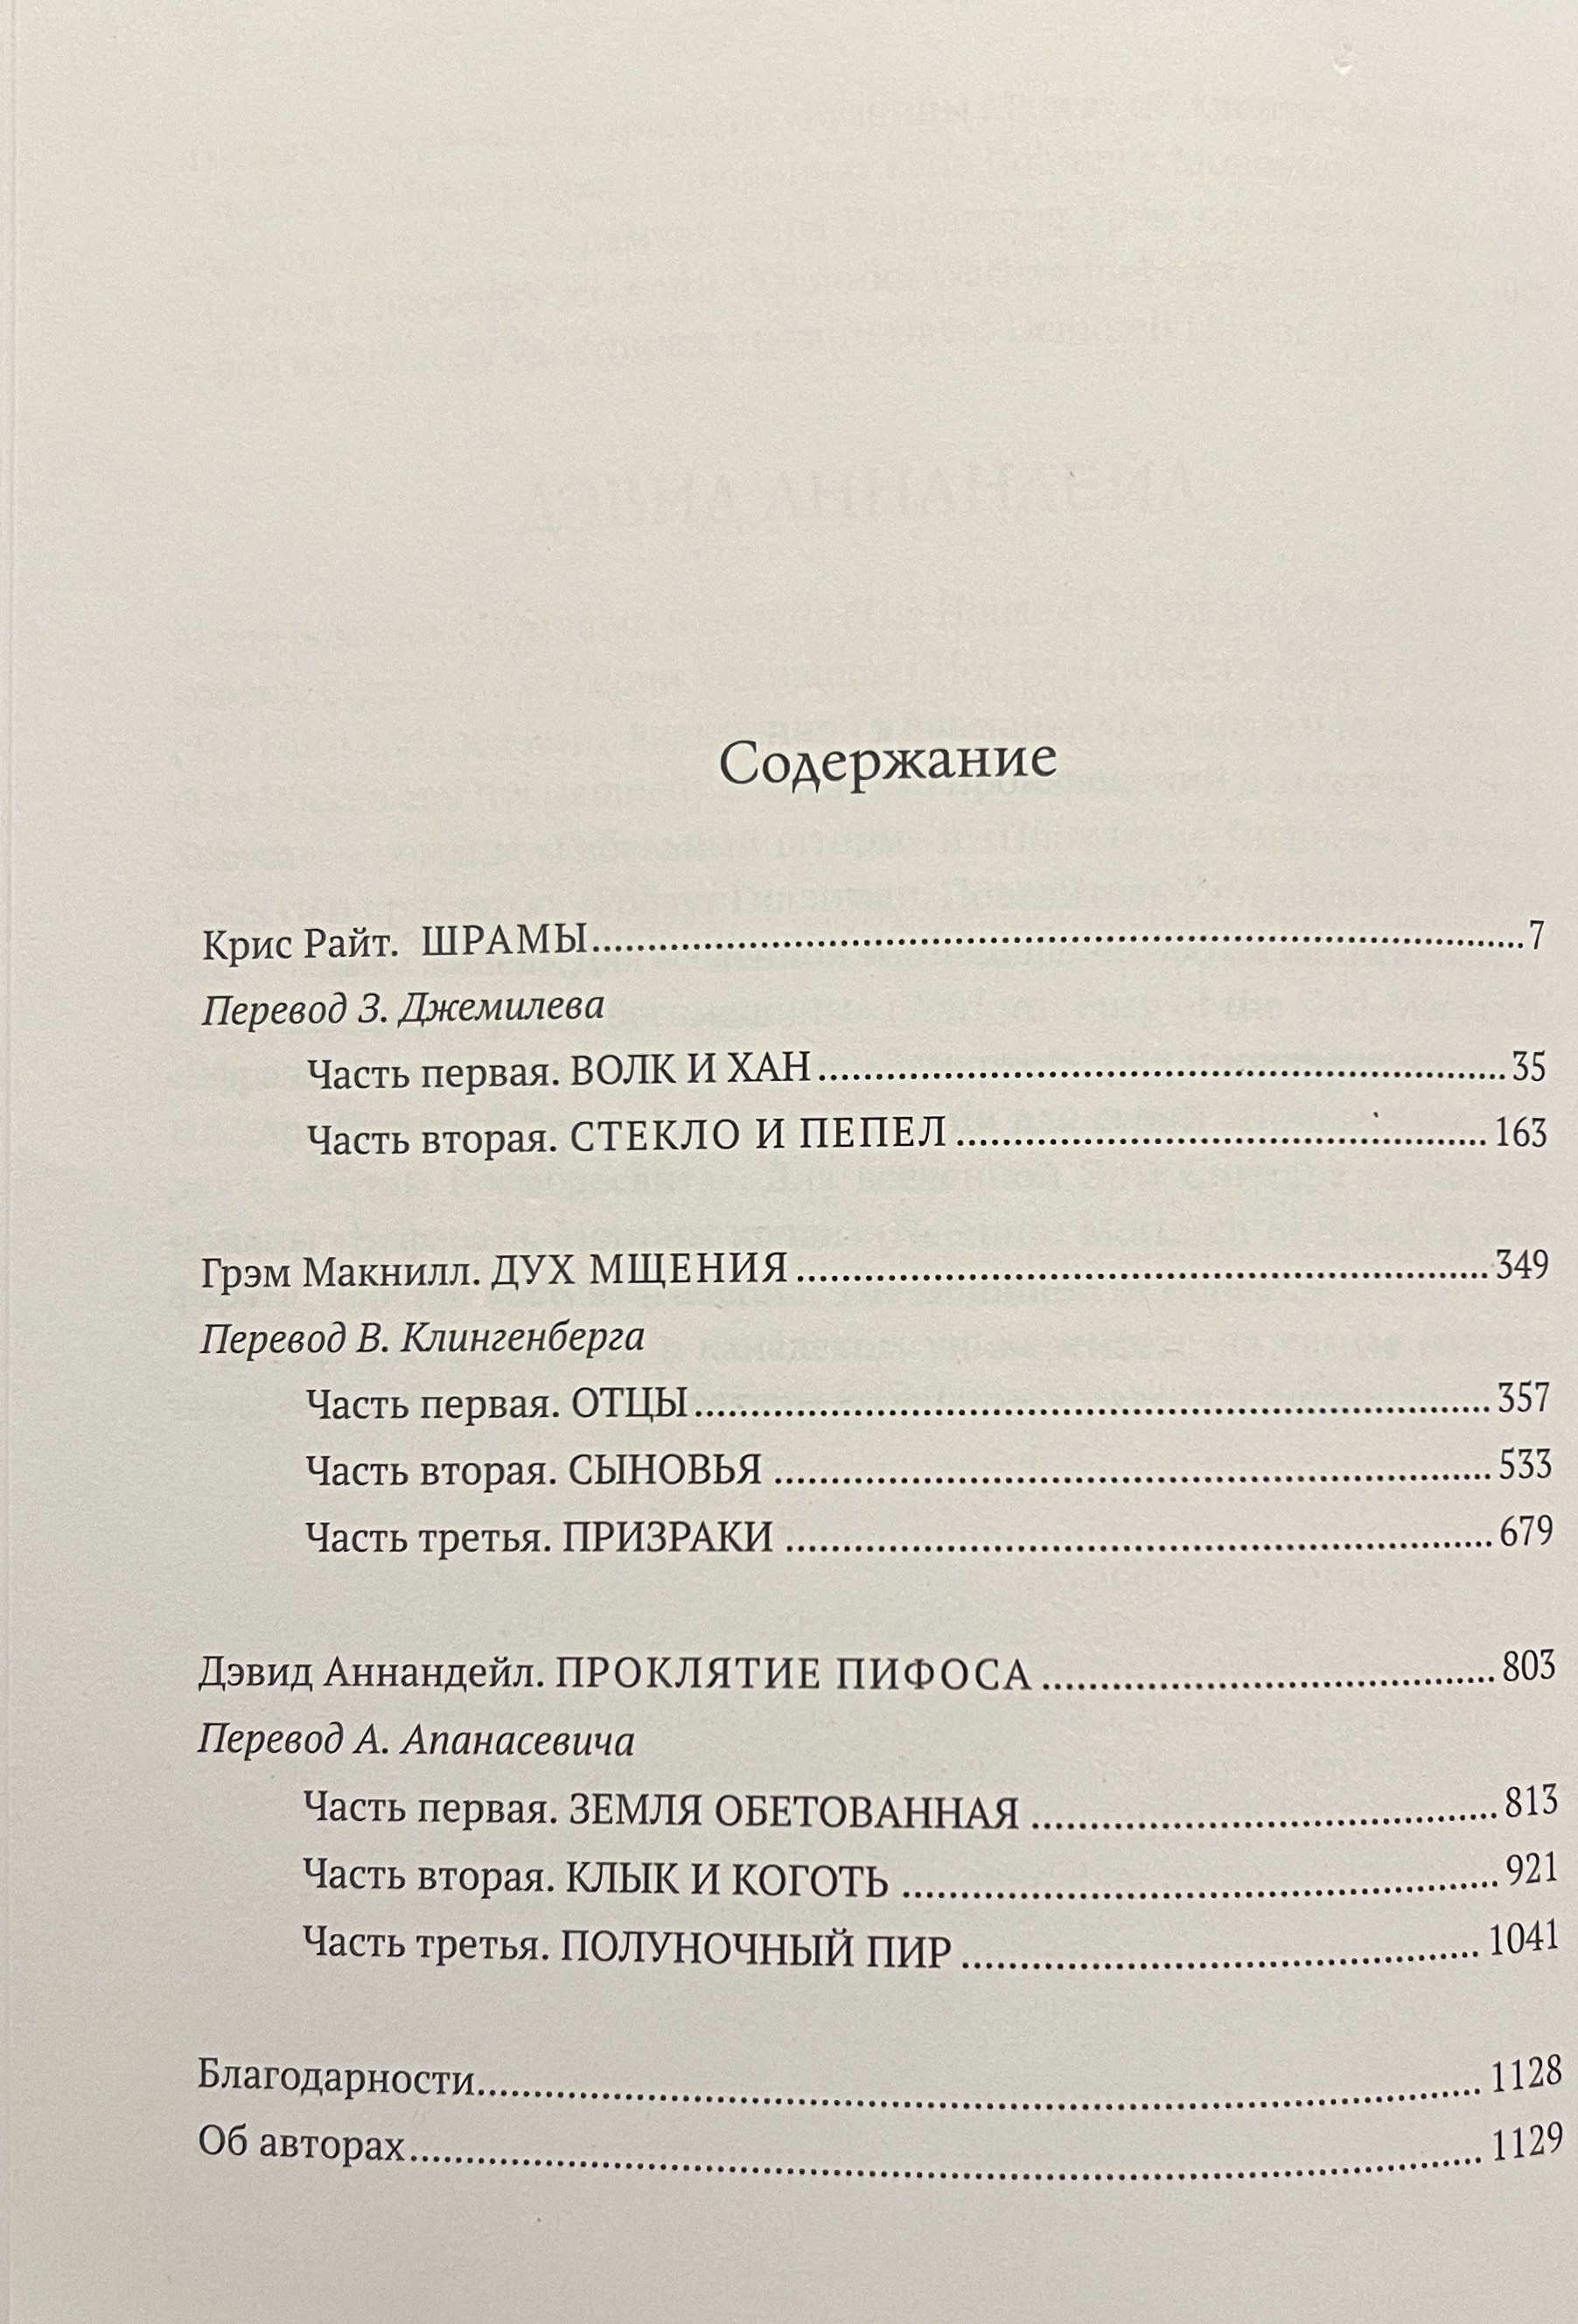 Содержание
Крис Райт. ШРАМЫ........7
Перевод З. Джемилева
Часть первая. ВОЛК И ХАН........35
Часть вторая. СТЕКЛО И ПЕПЕЛ........163
Грэм Макнилл. ДУХ МЩЕНИЯ........349
Перевод В. Клингенберга
Часть первая. ОТЦЫ........357
Часть вторая. СЫНОВЬЯ........533
Часть третья. ПРИЗРАКИ........679
Дэвид Аннандейл. ПРОКЛЯТИЕ ПИФОСА........803
Перевод А. Апанасевича
Часть первая. ЗЕМЛЯ ОБЕТОВАННАЯ........813
Часть вторая. КЛЫК И КОГОТЬ........921
Часть третья. ПОЛУНОЧНЫЙ ПИР........1041
Благодарности........1128
Об авторах........1129